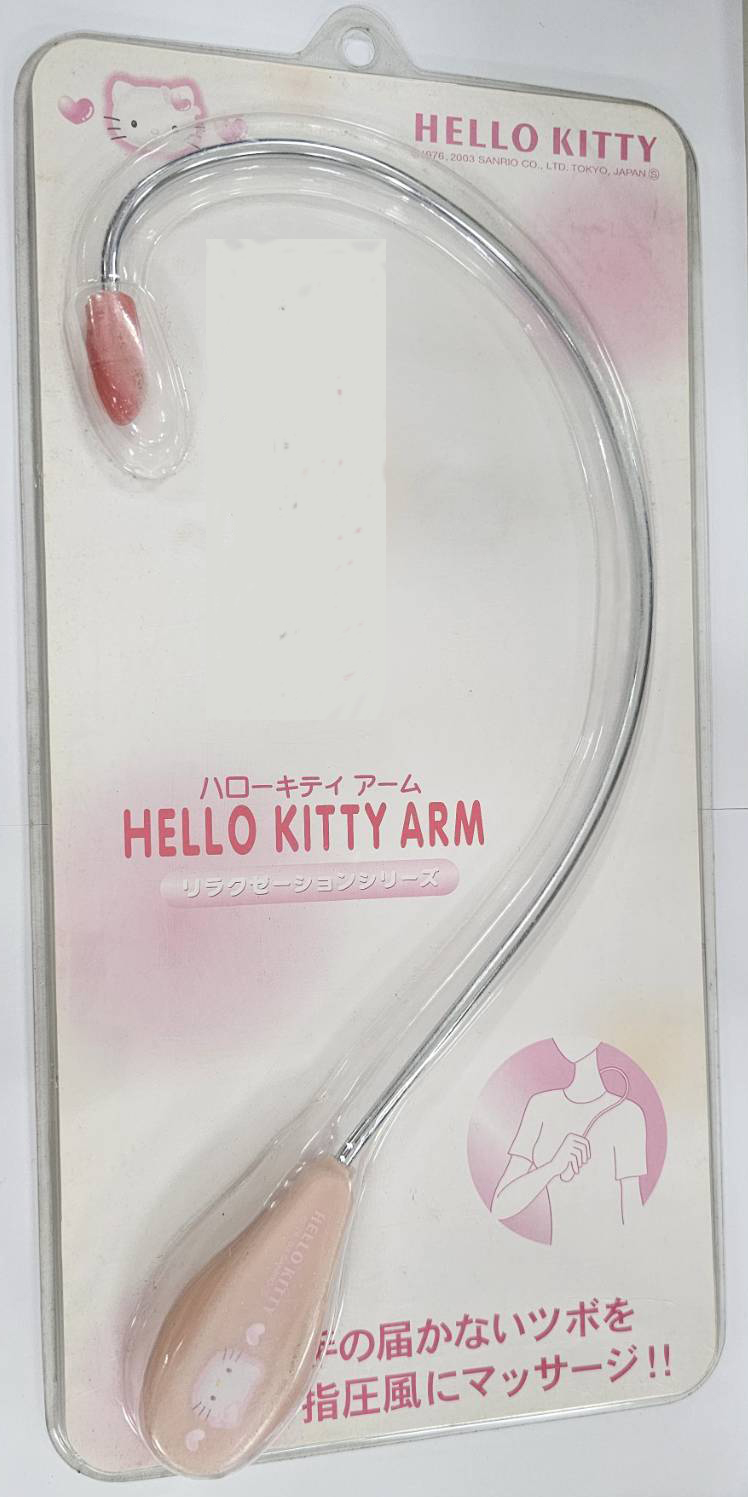 HELLO KITTY
©1976, 2003 SANRIO CO., LTD. TOKYO, JAPAN Ⓢ
ハローキティ アーム
HELLO KITTY ARM
リラクゼーションシリーズ
HELLO KITTY
手の届かないツボを
指圧風にマッサージ!!